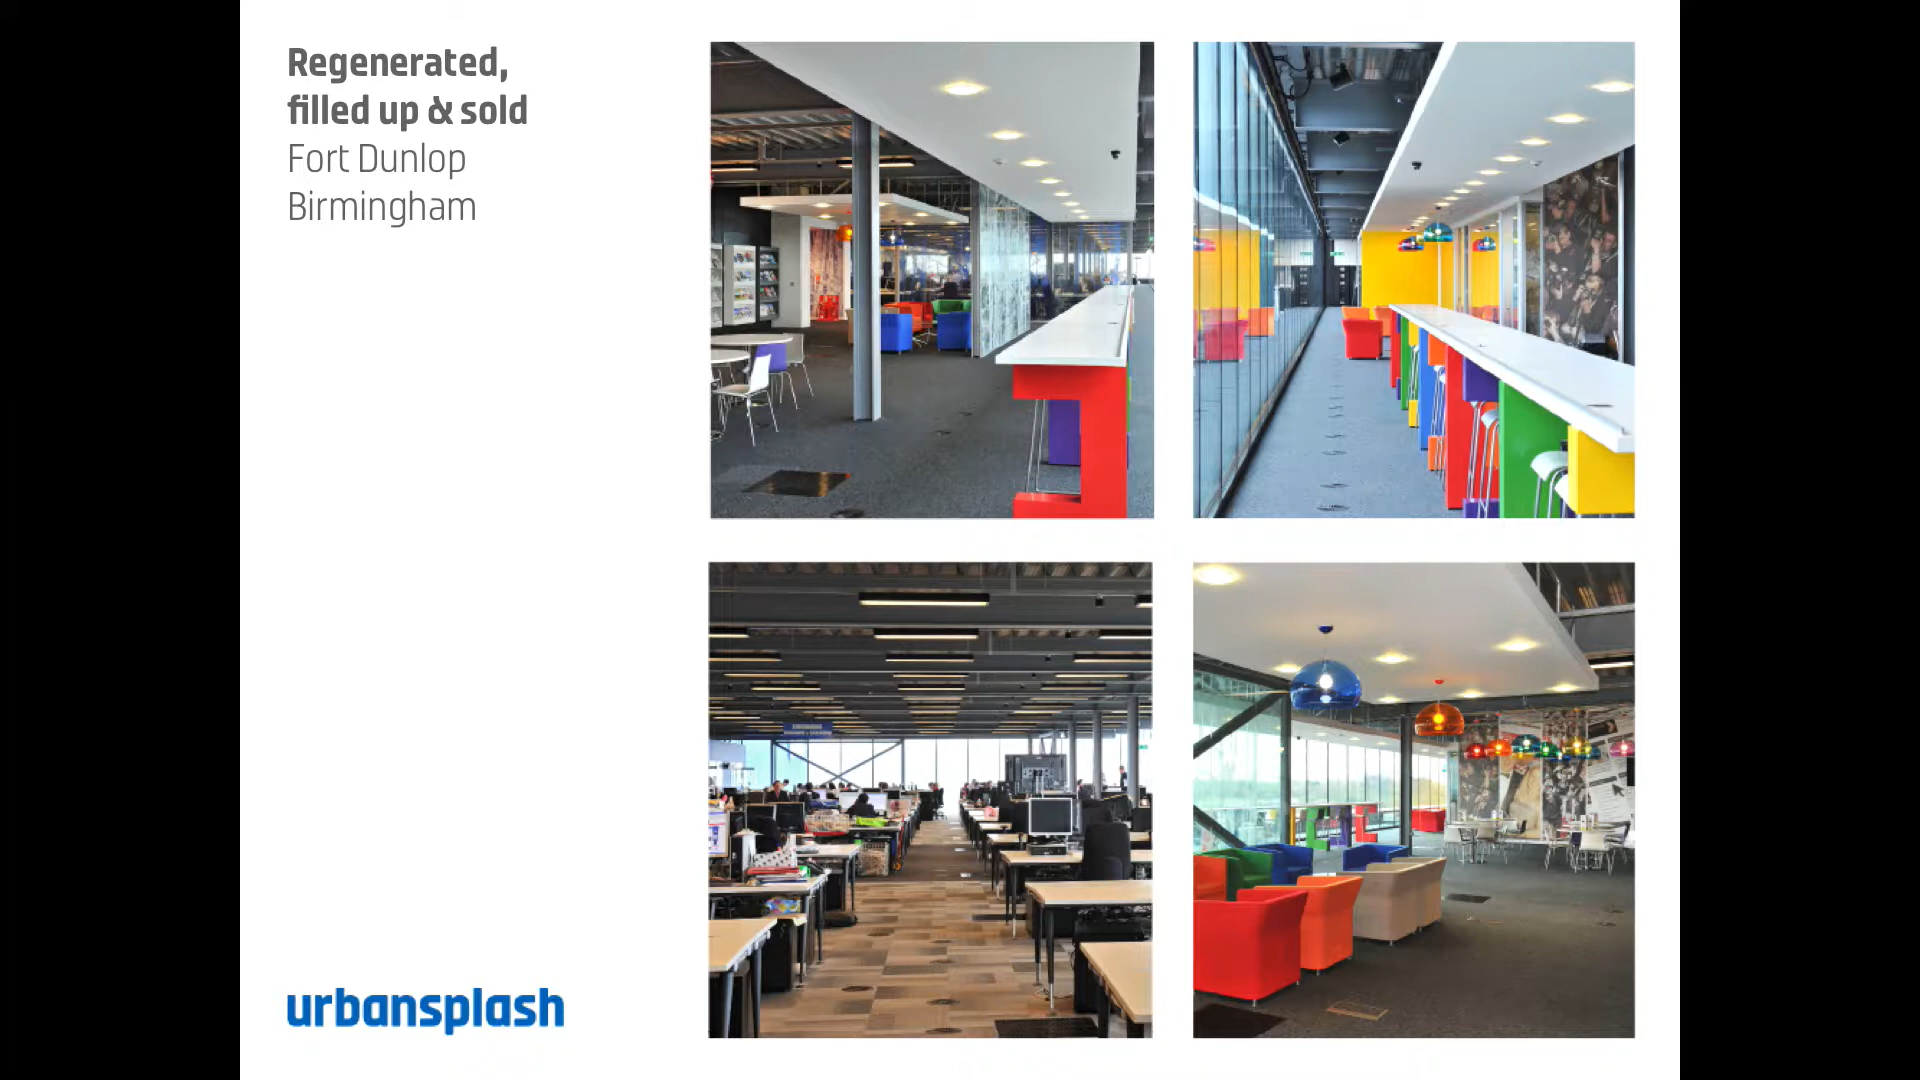 Regenerated,
filled up & sold
Fort Dunlop
Birmingham
urbansplash